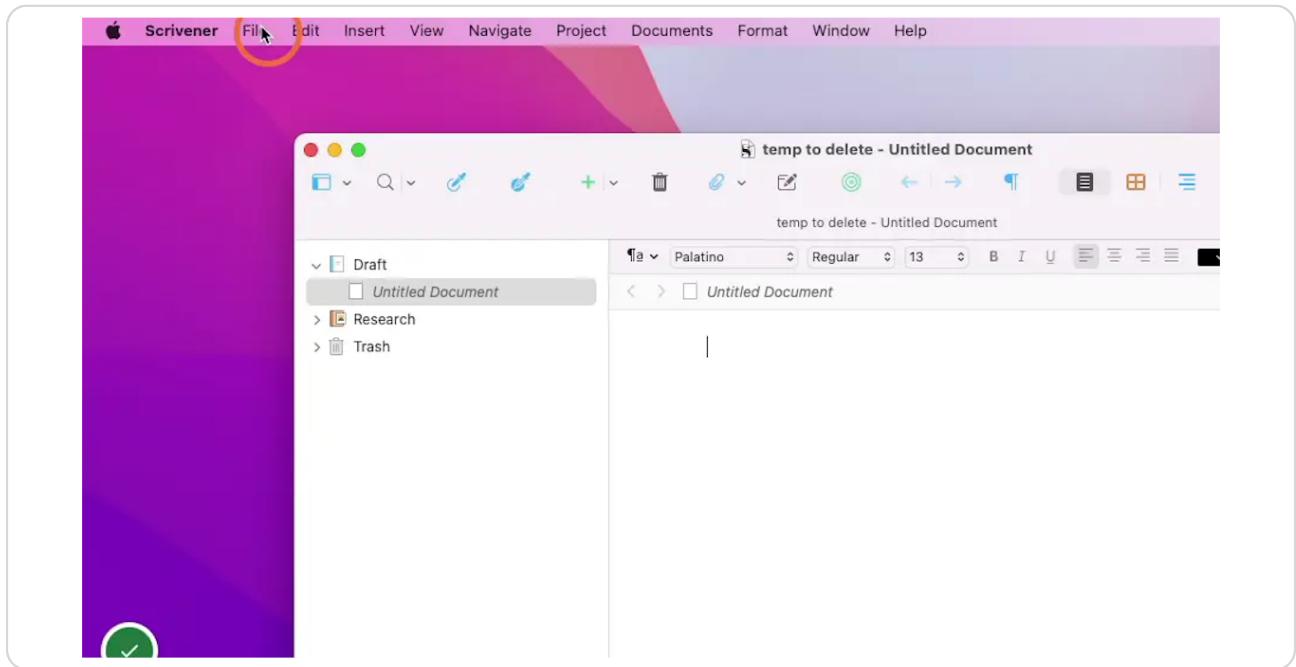 Scrivener File Edit Insert View Navigate Project Documents Format Window Help
temp to delete - Untitled Document
temp to delete - Untitled Document
¶a Palatino Regular 13 B I U
Draft
Untitled Document
Untitled Document
Research
Trash